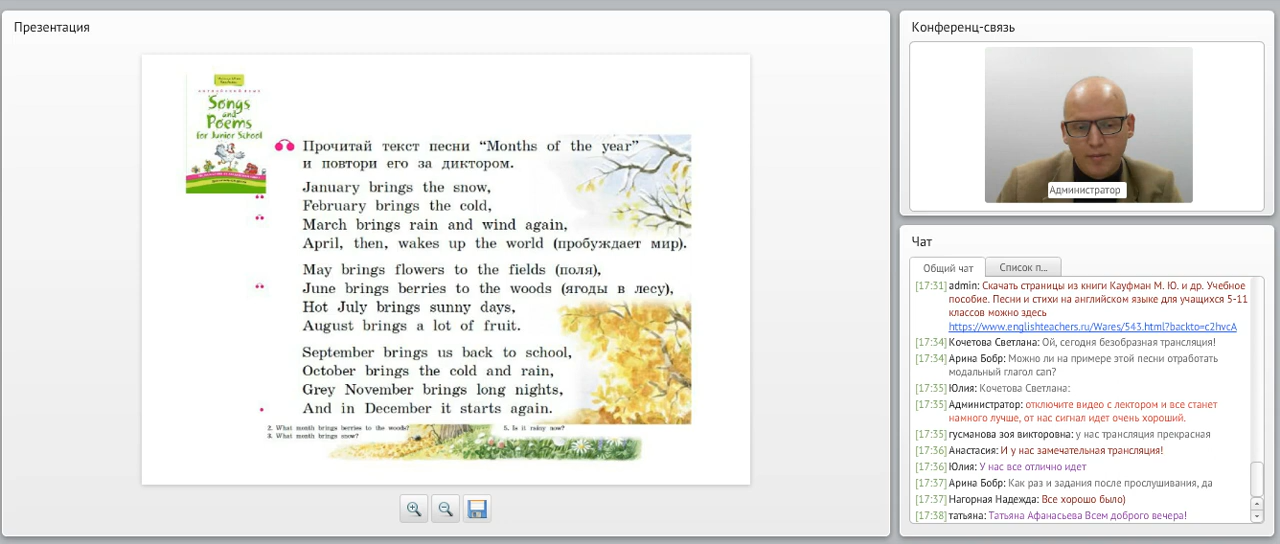 Презентация
Songs
and
Poems
for Junior School
Прочитай текст песни “Months of the year”
и повтори его за диктором.
January brings the snow,
February brings the cold,
March brings rain and wind again,
April, then, wakes up the world (пробуждает мир).
May brings flowers to the fields (поля),
June brings berries to the woods (ягоды в лесу),
Hot July brings sunny days,
August brings a lot of fruit.
September brings us back to school,
October brings the cold and rain,
Grey November brings long nights,
And in December it starts again.
2. What month brings berries to the woods?
5. Is it rainy now?
3. What month brings snow?
Конференц-связь
Администратор
Чат
Общий чат
Список п...
[17:31] admin: Скачать страницы из книги Кауфман М. Ю. и др. Учебное
пособие. Песни и стихи на английском языке для учащихся 5-11
классов можно здесь
https://www.englishteachers.ru/Wares/543.html?backto=c2hvcA
[17:34] Кочетова Светлана: Ой, сегодня безобразная трансляция!
[17:34] Арина Бобр: Можно ли на примере этой песни отработать
модальный глагол can?
[17:35] Юлия: Кочетова Светлана:
[17:35] Администратор: отключите видео с лектором и все станет
намного лучше, от нас сигнал идет очень хороший.
[17:35] гусманова зоя викторовна: у нас трансляция прекрасная
[17:36] Анастасия: И у нас замечательная трансляция!
[17:36] Юлия: У нас все отлично идет
[17:37] Арина Бобр: Как раз и задания после прослушивания, да
[17:37] Нагорная Надежда: Все хорошо было)
[17:38] татьяна: Татьяна Афанасьева Всем доброго вечера!